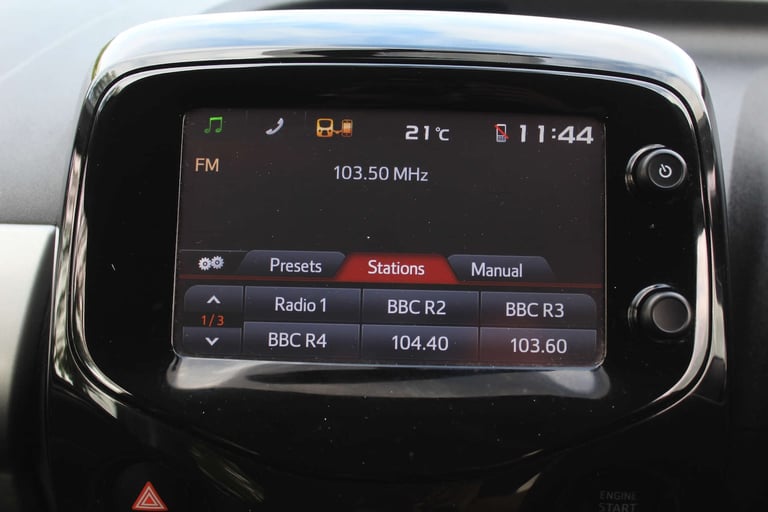 21°C 11:44
FM
103.50 MHz
Presets Stations Manual
Radio 1 BBC R2 BBC R3
1/3
BBC R4 104.40 103.60
ENGINE
START